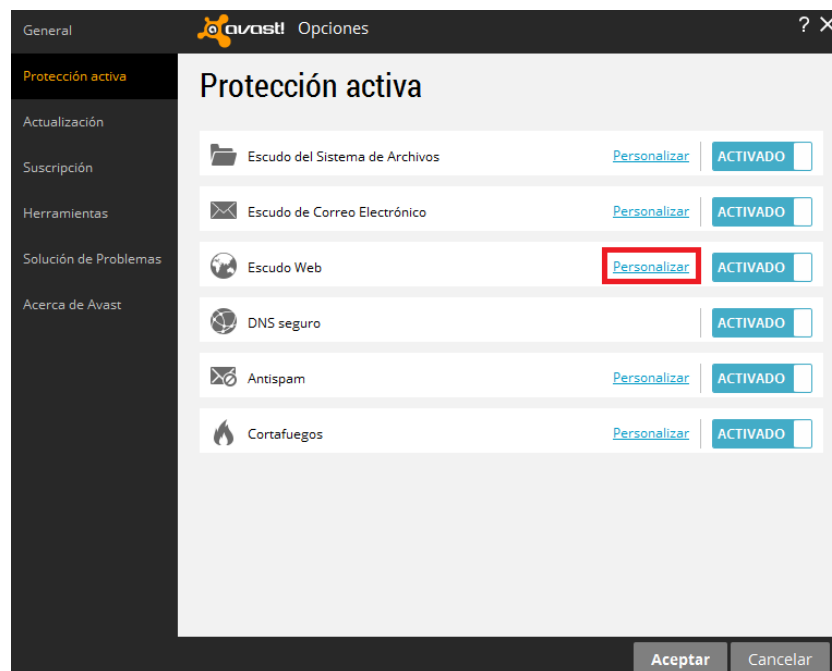 General
avast! Opciones
? X
Protección activa
Actualización
Suscripción
Herramientas
Solución de Problemas
Acerca de Avast
Protección activa
Escudo del Sistema de Archivos Personalizar ACTIVADO
Escudo de Correo Electrónico Personalizar ACTIVADO
Escudo Web Personalizar ACTIVADO
DNS seguro ACTIVADO
Antispam Personalizar ACTIVADO
Cortafuegos Personalizar ACTIVADO
Aceptar Cancelar